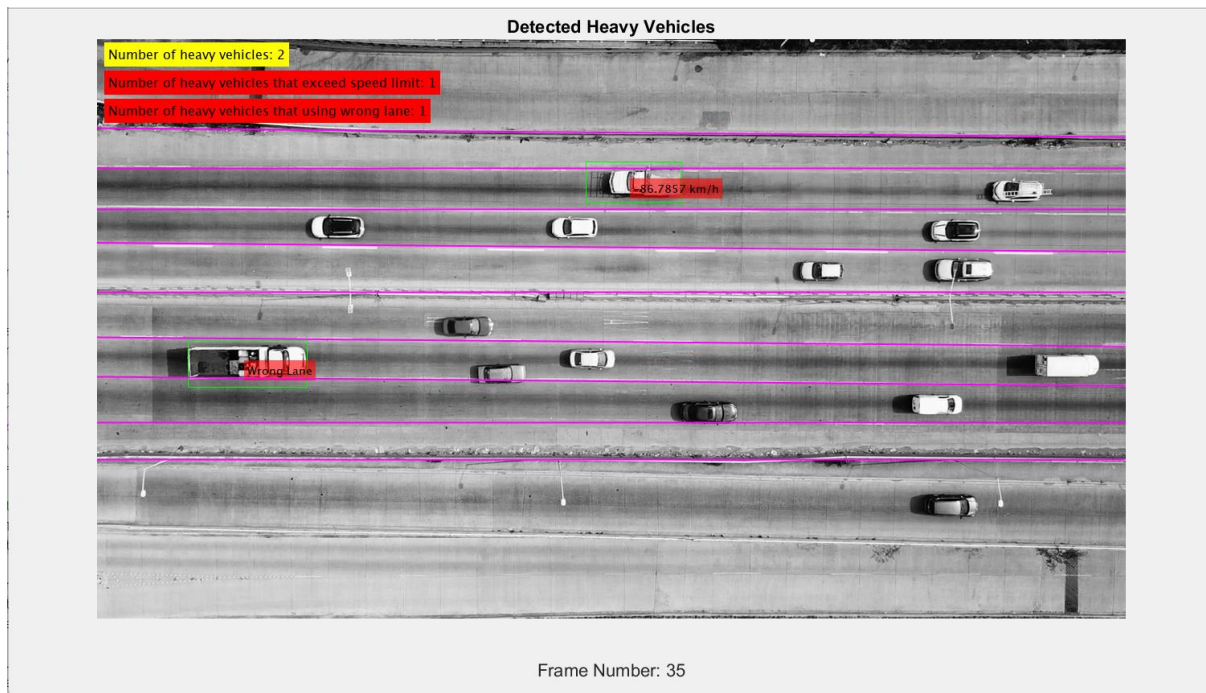 Detected Heavy Vehicles
Number of heavy vehicles: 2
Number of heavy vehicles that exceed speed limit: 1
Number of heavy vehicles that using wrong lane: 1
-86.7857 km/h
Wrong Lane
Frame Number: 35